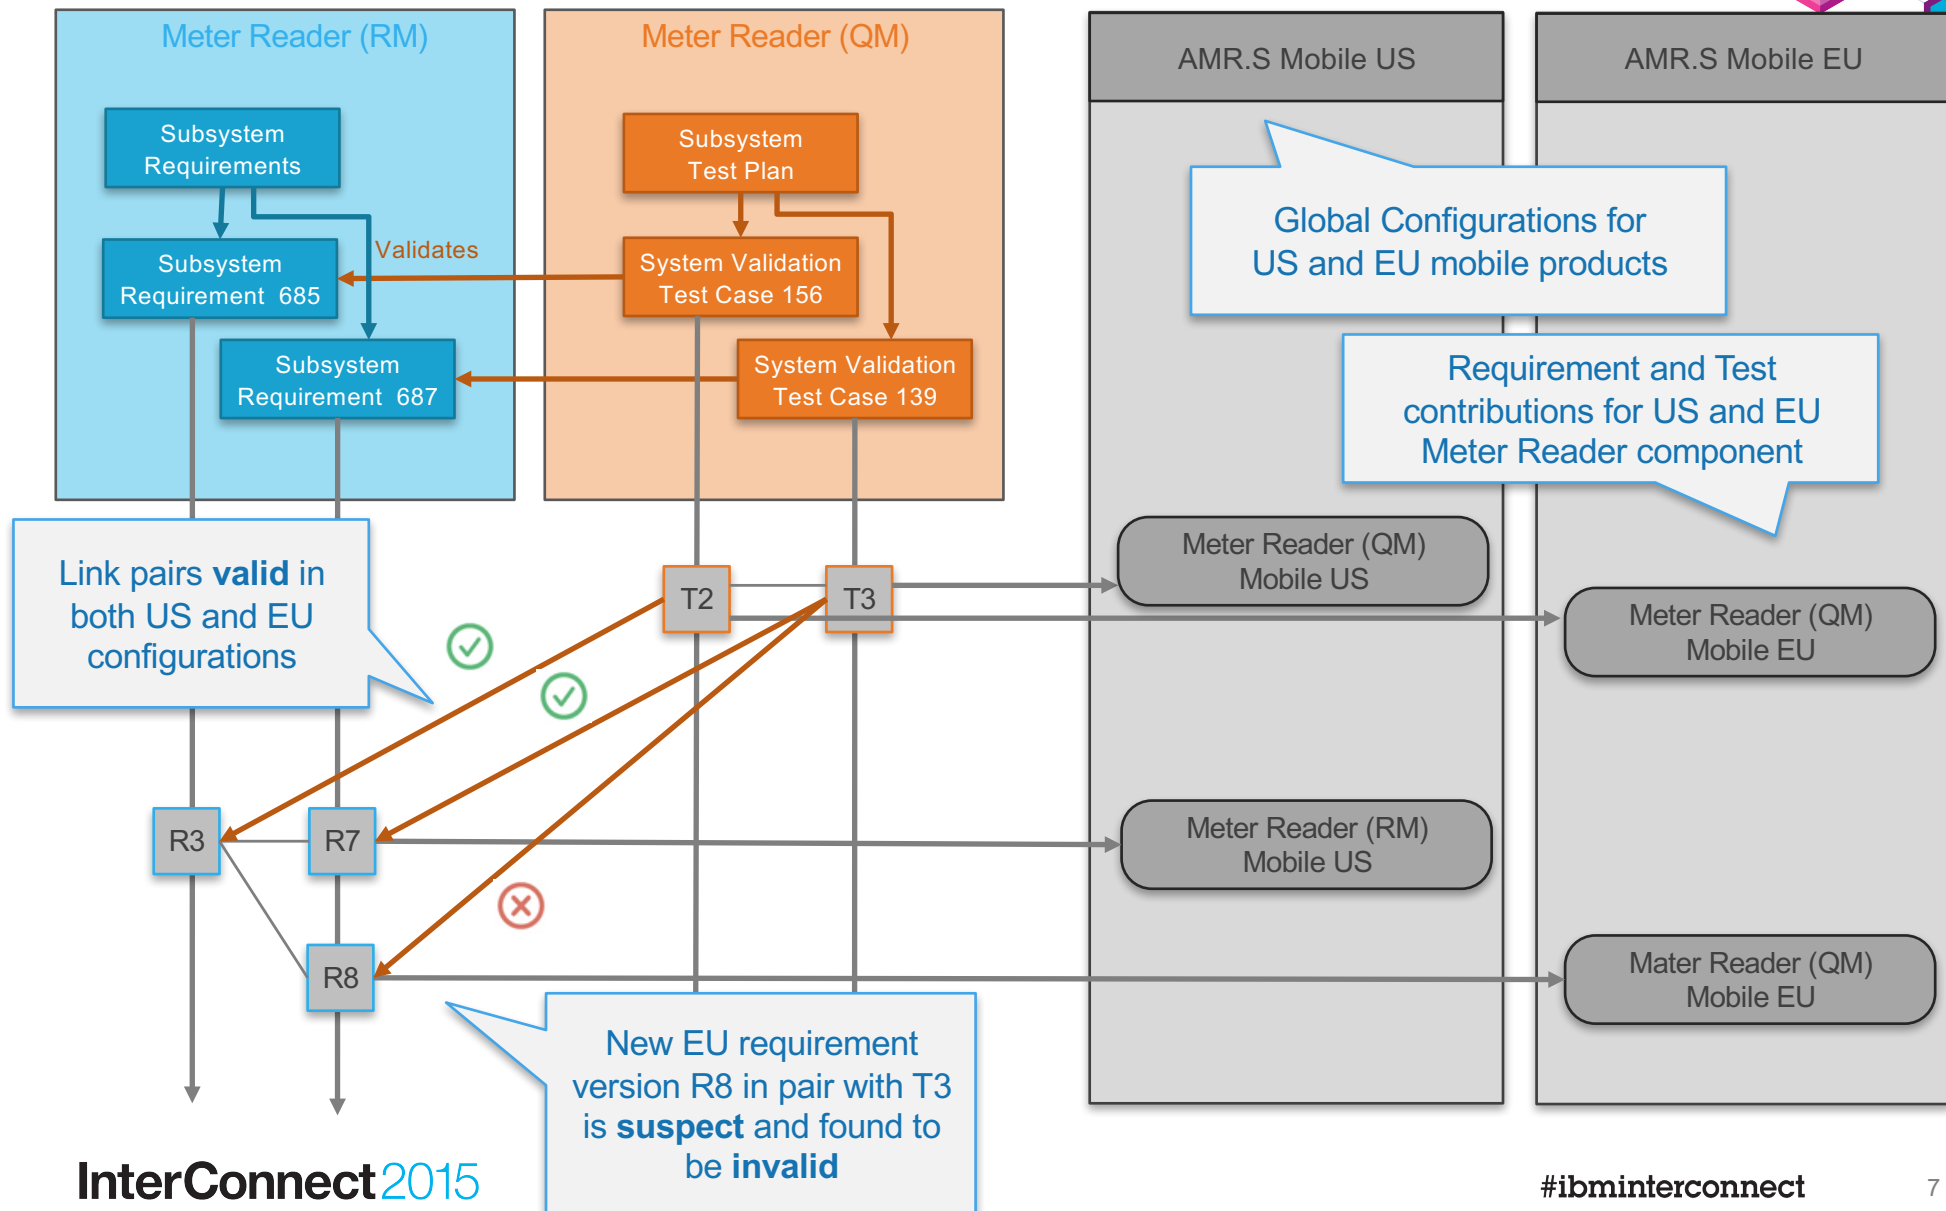 Meter Reader (RM)
Subsystem
Requirements
Subsystem
Requirement 685
Subsystem
Requirement 687
Validates
Meter Reader (QM)
Subsystem
Test Plan
System Validation
Test Case 156
System Validation
Test Case 139
AMR.S Mobile US
AMR.S Mobile EU
Global Configurations for
US and EU mobile products
Requirement and Test
contributions for US and EU
Meter Reader component
Link pairs valid in
both US and EU
configurations
T2
T3
Meter Reader (QM)
Mobile US
Meter Reader (QM)
Mobile EU
R3
R7
Meter Reader (RM)
Mobile US
R8
Mater Reader (QM)
Mobile EU
New EU requirement
version R8 in pair with T3
is suspect and found to
be invalid
InterConnect2015
#ibminterconnect
7